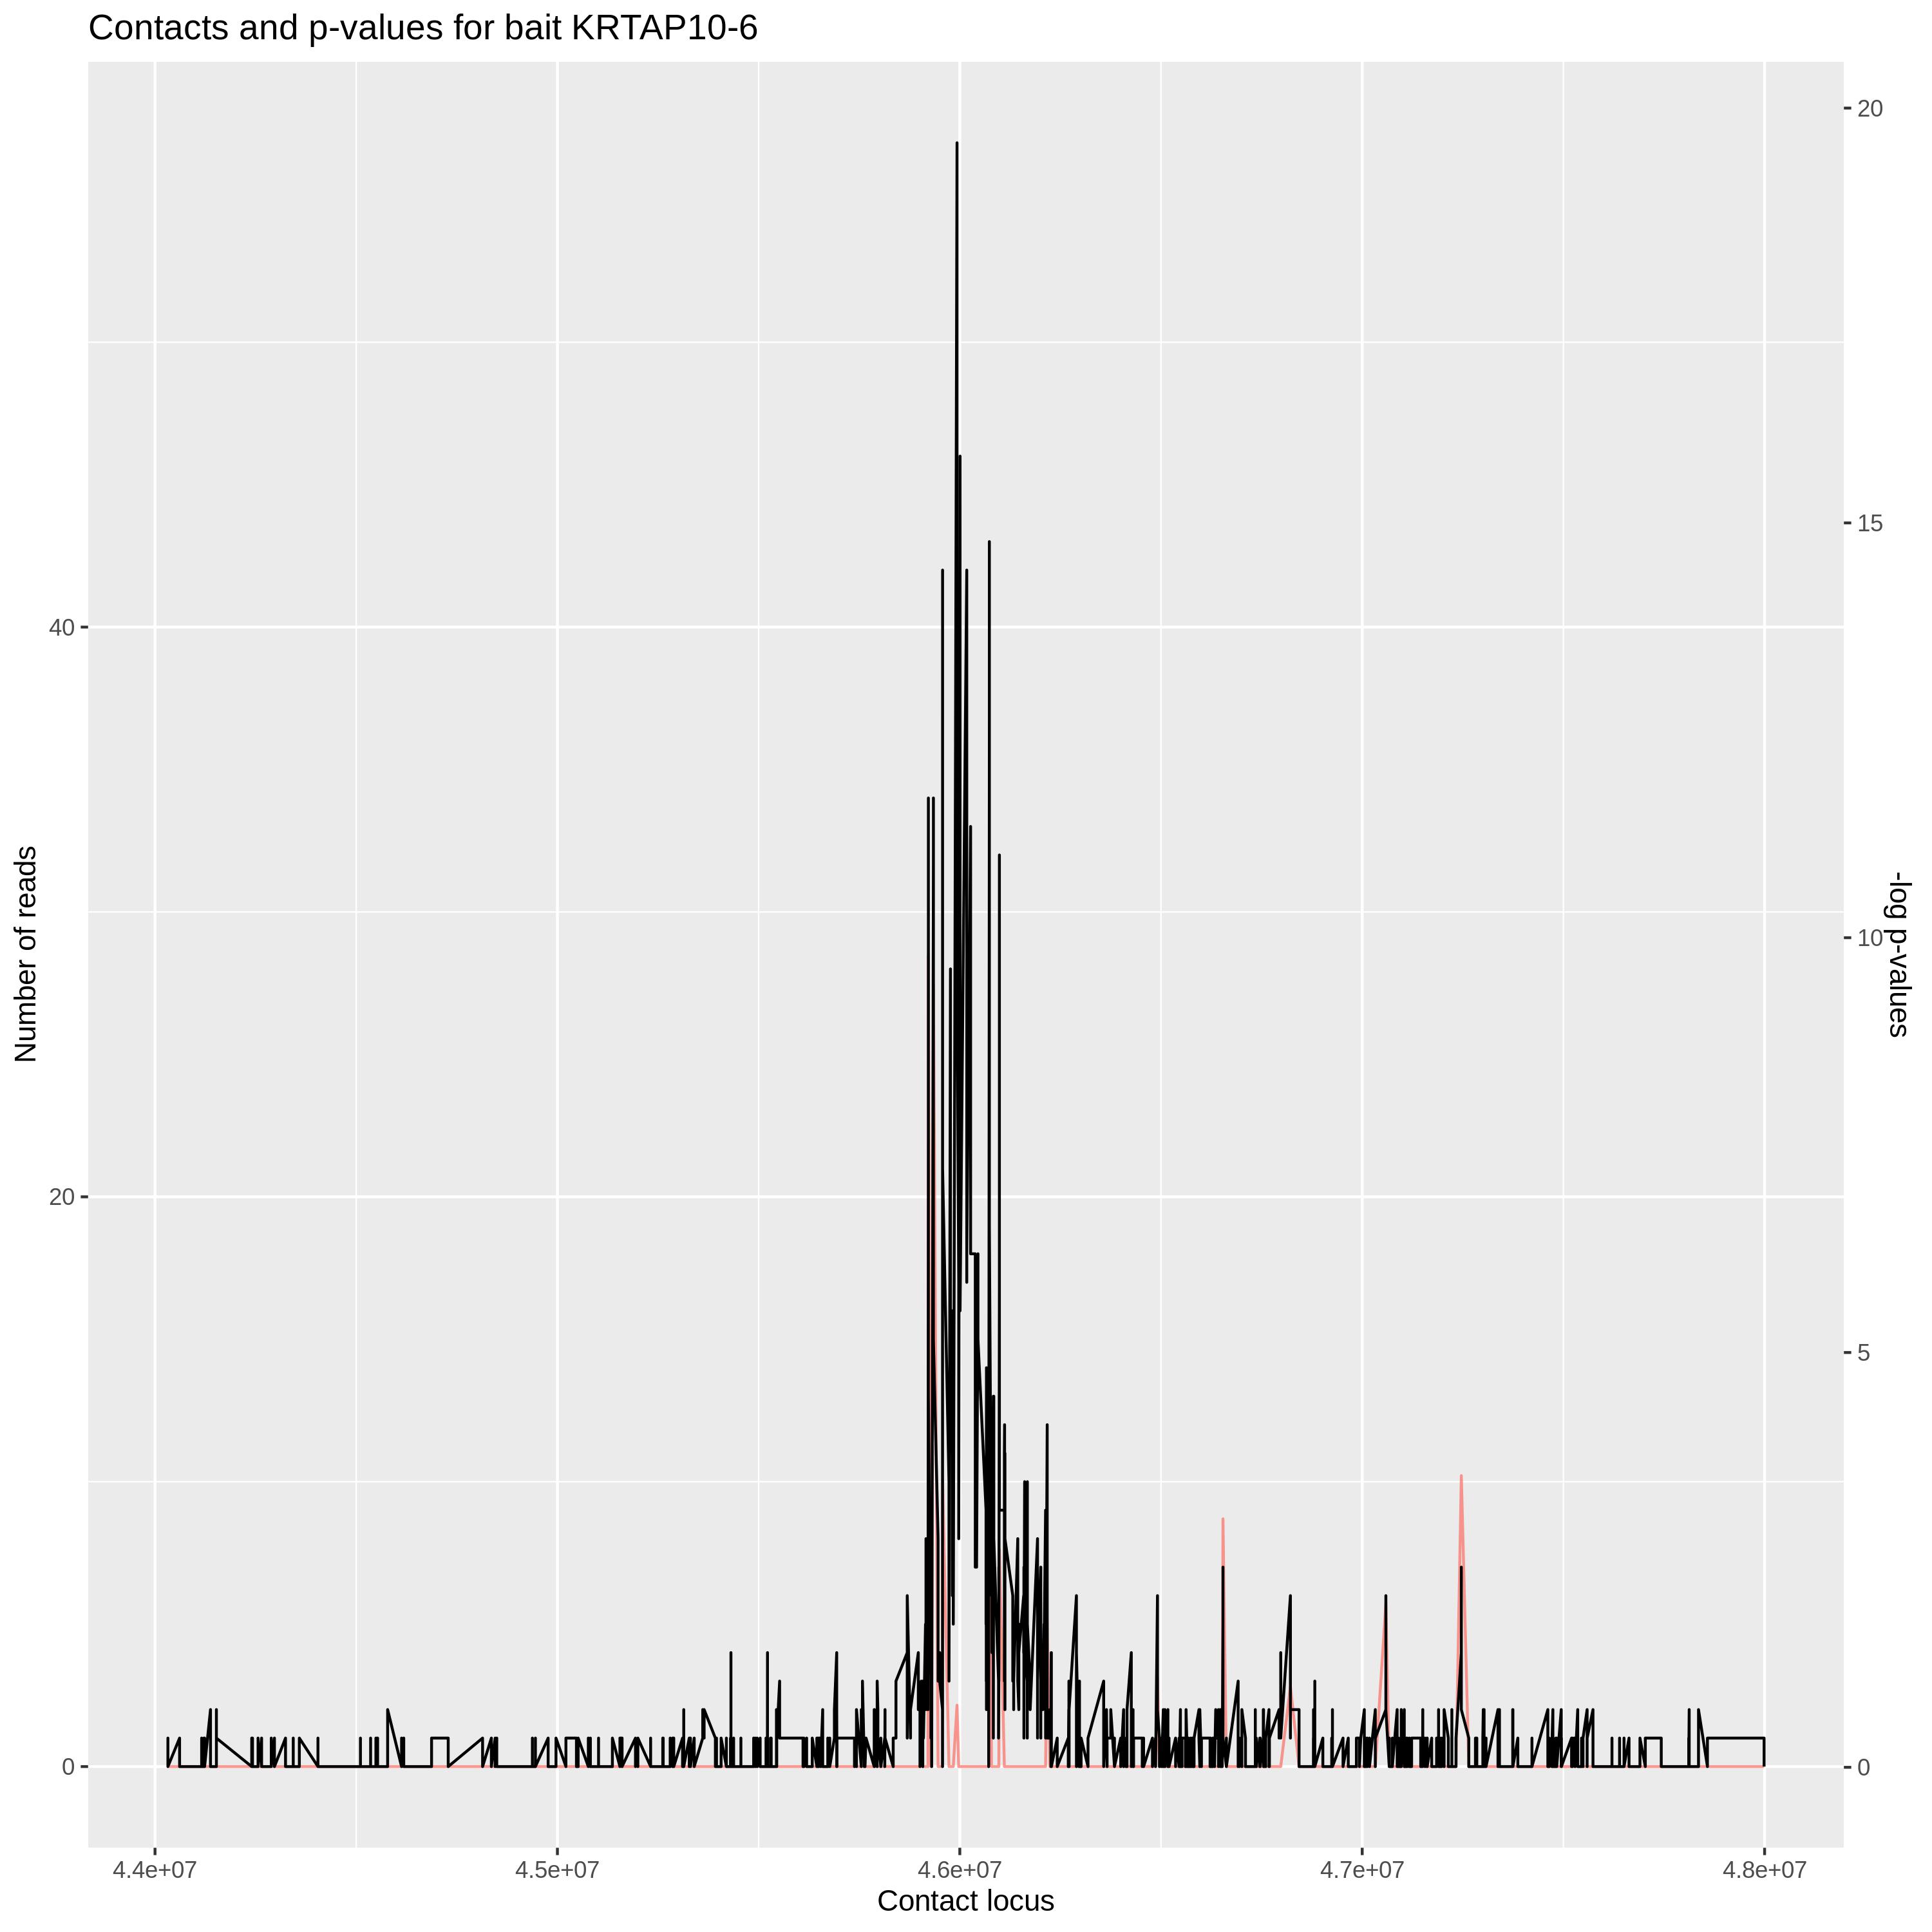 Contacts and p-values for bait KRTAP10-6
Number of reads
40
20
0
20
15
10
5
0
-log p-values
4.4e+07
4.5e+07
4.6e+07
4.7e+07
4.8e+07
Contact locus